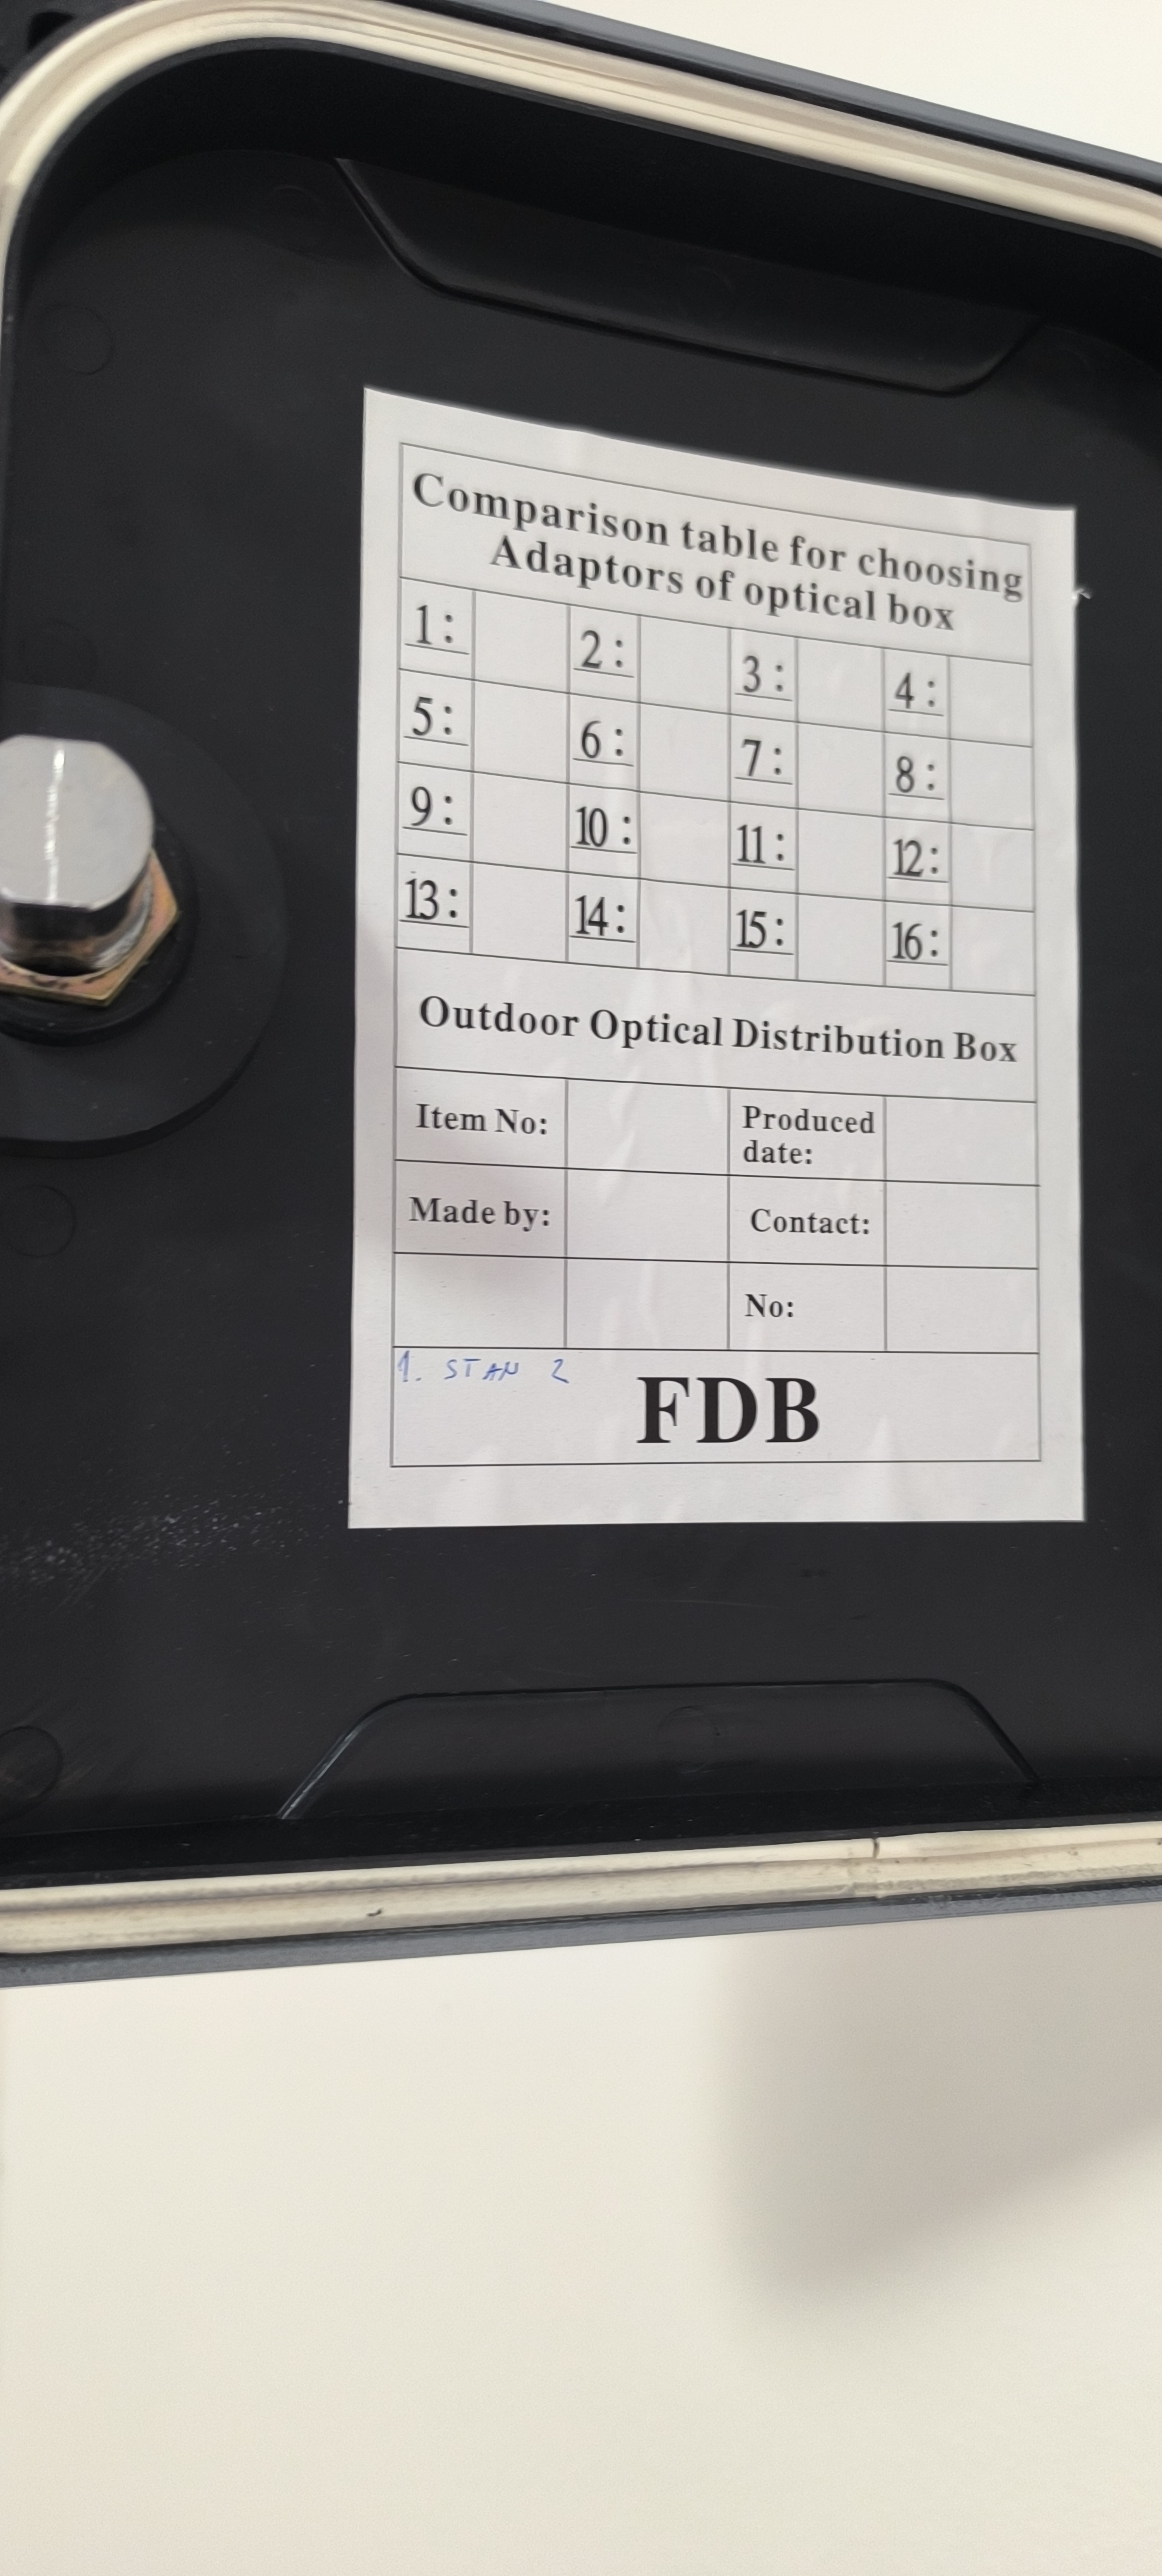 Comparison table for choosing
Adaptors of optical box
1: 2: 3: 4:
5: 6: 7: 8:
9: 10: 11: 12:
13: 14: 15: 16:
Outdoor Optical Distribution Box
Item No: Produced date:
Made by: Contact:
No:
1. STAN 2
FDB